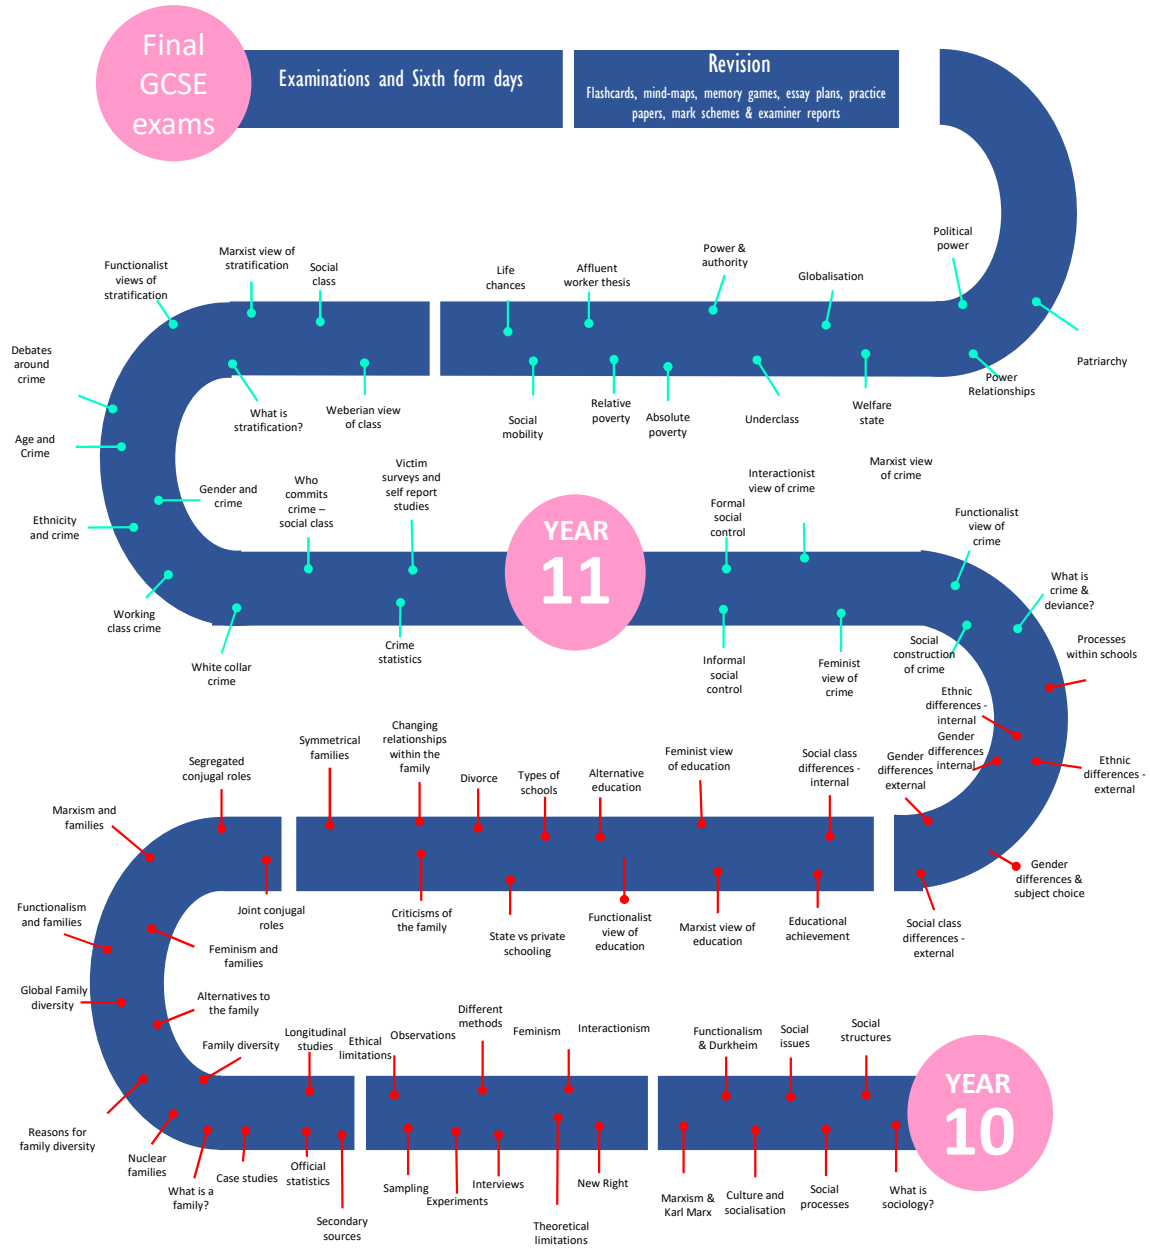 Final
GCSE
exams
Examinations and Sixth form days
Revision
Flashcards, mind-maps, memory games, essay plans, practice
papers, mark schemes & examiner reports
Political
power
Power &
authority
Marxist view of
stratification
Functionalist
views of
stratification
Social
class
Life
chances
Affluent
worker thesis
Globalisation
Patriarchy
Power
Relationships
Debates
around
crime
What is
stratification?
Weberian view
of class
Social
mobility
Relative
poverty
Absolute
poverty
Underclass
Welfare
state
Age and
Crime
Gender and
crime
Who
commits
crime –
social class
Victim
surveys and
self report
studies
Interactionist
view of crime
Marxist view
of crime
Formal
social
control
Functionalist
view of
crime
Ethnicity
and crime
YEAR
11
What is
crime &
deviance?
Working
class crime
White collar
crime
Crime
statistics
Informal
social
control
Feminist
view of
crime
Social
construction
of crime
Processes
within schools
Ethnic
differences -
internal
Gender
differences
internal
Gender
differences
external
Ethnic
differences -
external
Segregated
conjugal roles
Symmetrical
families
Changing
relationships
within the
family
Divorce
Types of
schools
Alternative
education
Feminist view
of education
Social class
differences -
internal
Marxism and
families
Gender
differences &
subject choice
Functionalism
and families
Joint conjugal
roles
Criticisms of
the family
State vs private
schooling
Functionalist
view of
education
Marxist view of
education
Educational
achievement
Social class
differences -
external
Feminism and
families
Global Family
diversity
Alternatives to
the family
Family diversity
Longitudinal
studies
Ethical
limitations
Observations
Different
methods
Feminism
Interactionism
Functionalism
& Durkheim
Social
issues
Social
structures
YEAR
10
Reasons for
family diversity
Nuclear
families
What is a
family?
Case studies
Official
statistics
Secondary
sources
Sampling
Experiments
Interviews
Theoretical
limitations
New Right
Marxism &
Karl Marx
Culture and
socialisation
Social
processes
What is
sociology?